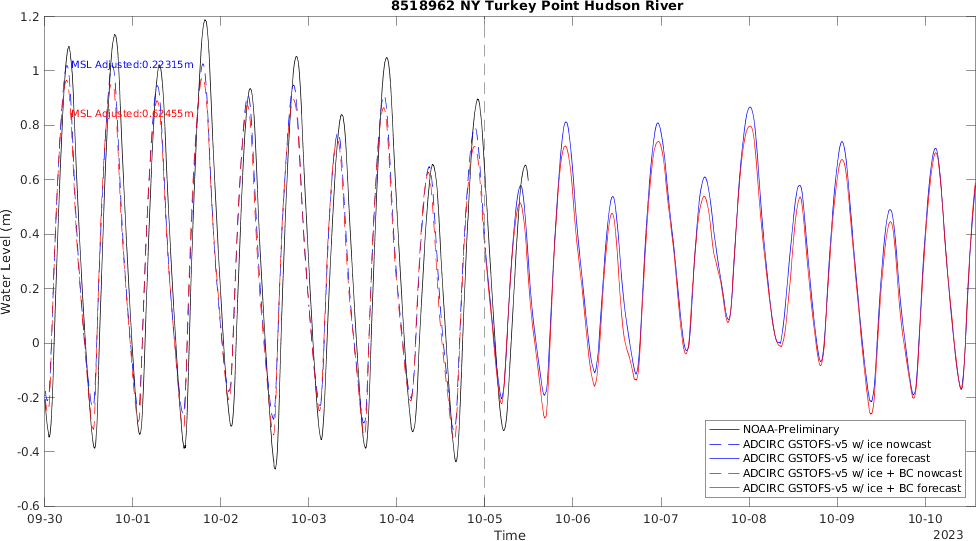 8518962 NY Turkey Point Hudson River
1.2
1
0.8
0.6
0.4
0.2
0
-0.2
-0.4
-0.6
Water Level (m)
MSL Adjusted:0.22315m
MSL Adjusted:0.62455m
NOAA-Preliminary
ADCIRC GSTOFS-v5 w/ ice nowcast
ADCIRC GSTOFS-v5 w/ ice forecast
ADCIRC GSTOFS-v5 w/ ice + BC nowcast
ADCIRC GSTOFS-v5 w/ ice + BC forecast
09-30 10-01 10-02 10-03 10-04 10-05 10-06 10-07 10-08 10-09 10-10
Time
2023